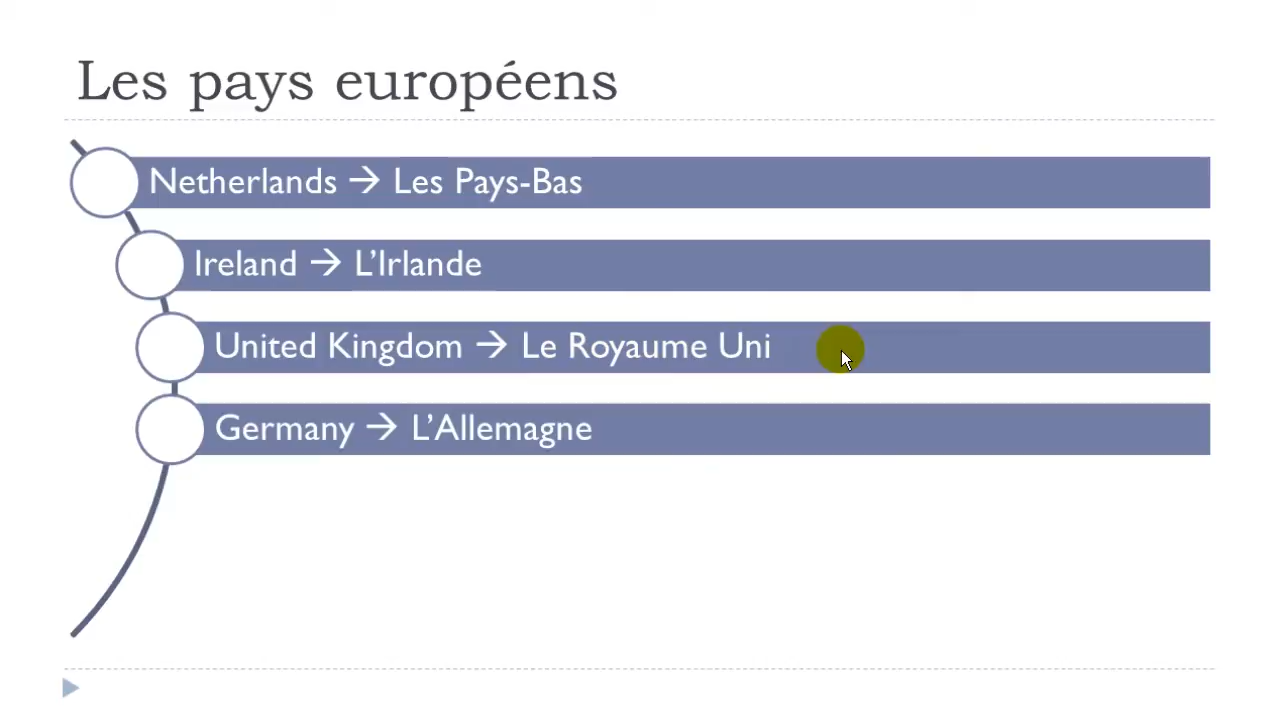 Les pays européens
Netherlands → Les Pays-Bas
Ireland → L’Irlande
United Kingdom → Le Royaume Uni
Germany → L’Allemagne